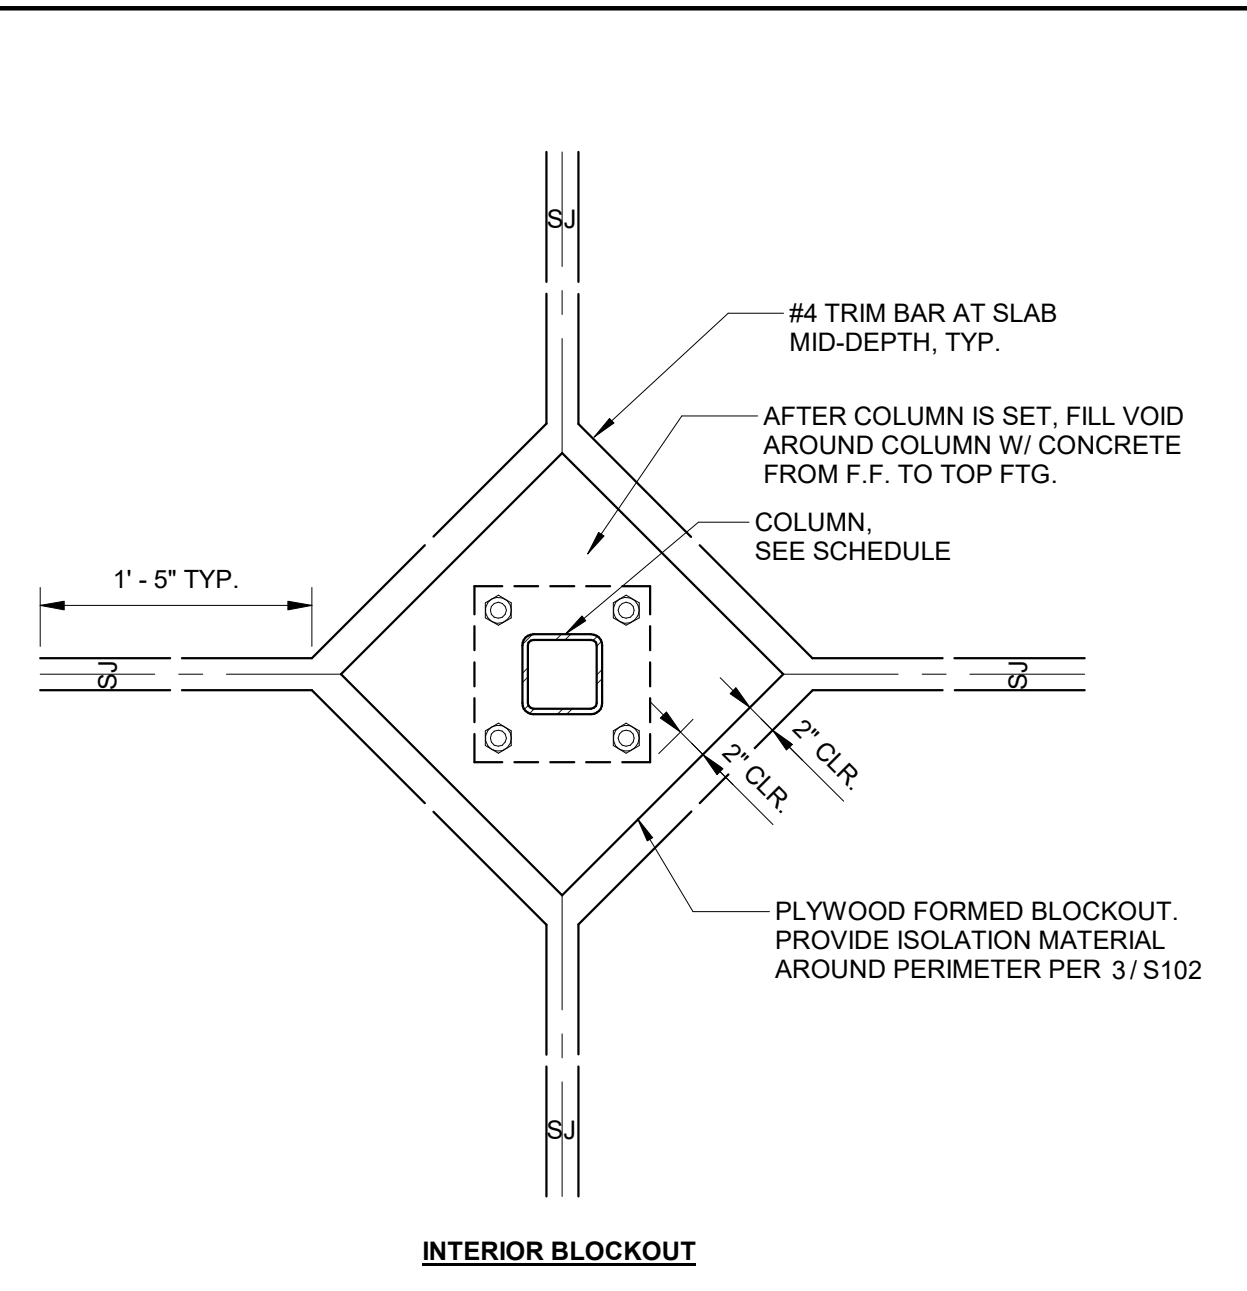 SJ
#4 TRIM BAR AT SLAB
MID-DEPTH, TYP.
AFTER COLUMN IS SET, FILL VOID
AROUND COLUMN W/ CONCRETE
FROM F.F. TO TOP FTG.
COLUMN,
SEE SCHEDULE
1' - 5" TYP.
SJ
SJ
2" CLR.
2" CLR.
PLYWOOD FORMED BLOCKOUT.
PROVIDE ISOLATION MATERIAL
AROUND PERIMETER PER 3 / S102
SJ
INTERIOR BLOCKOUT